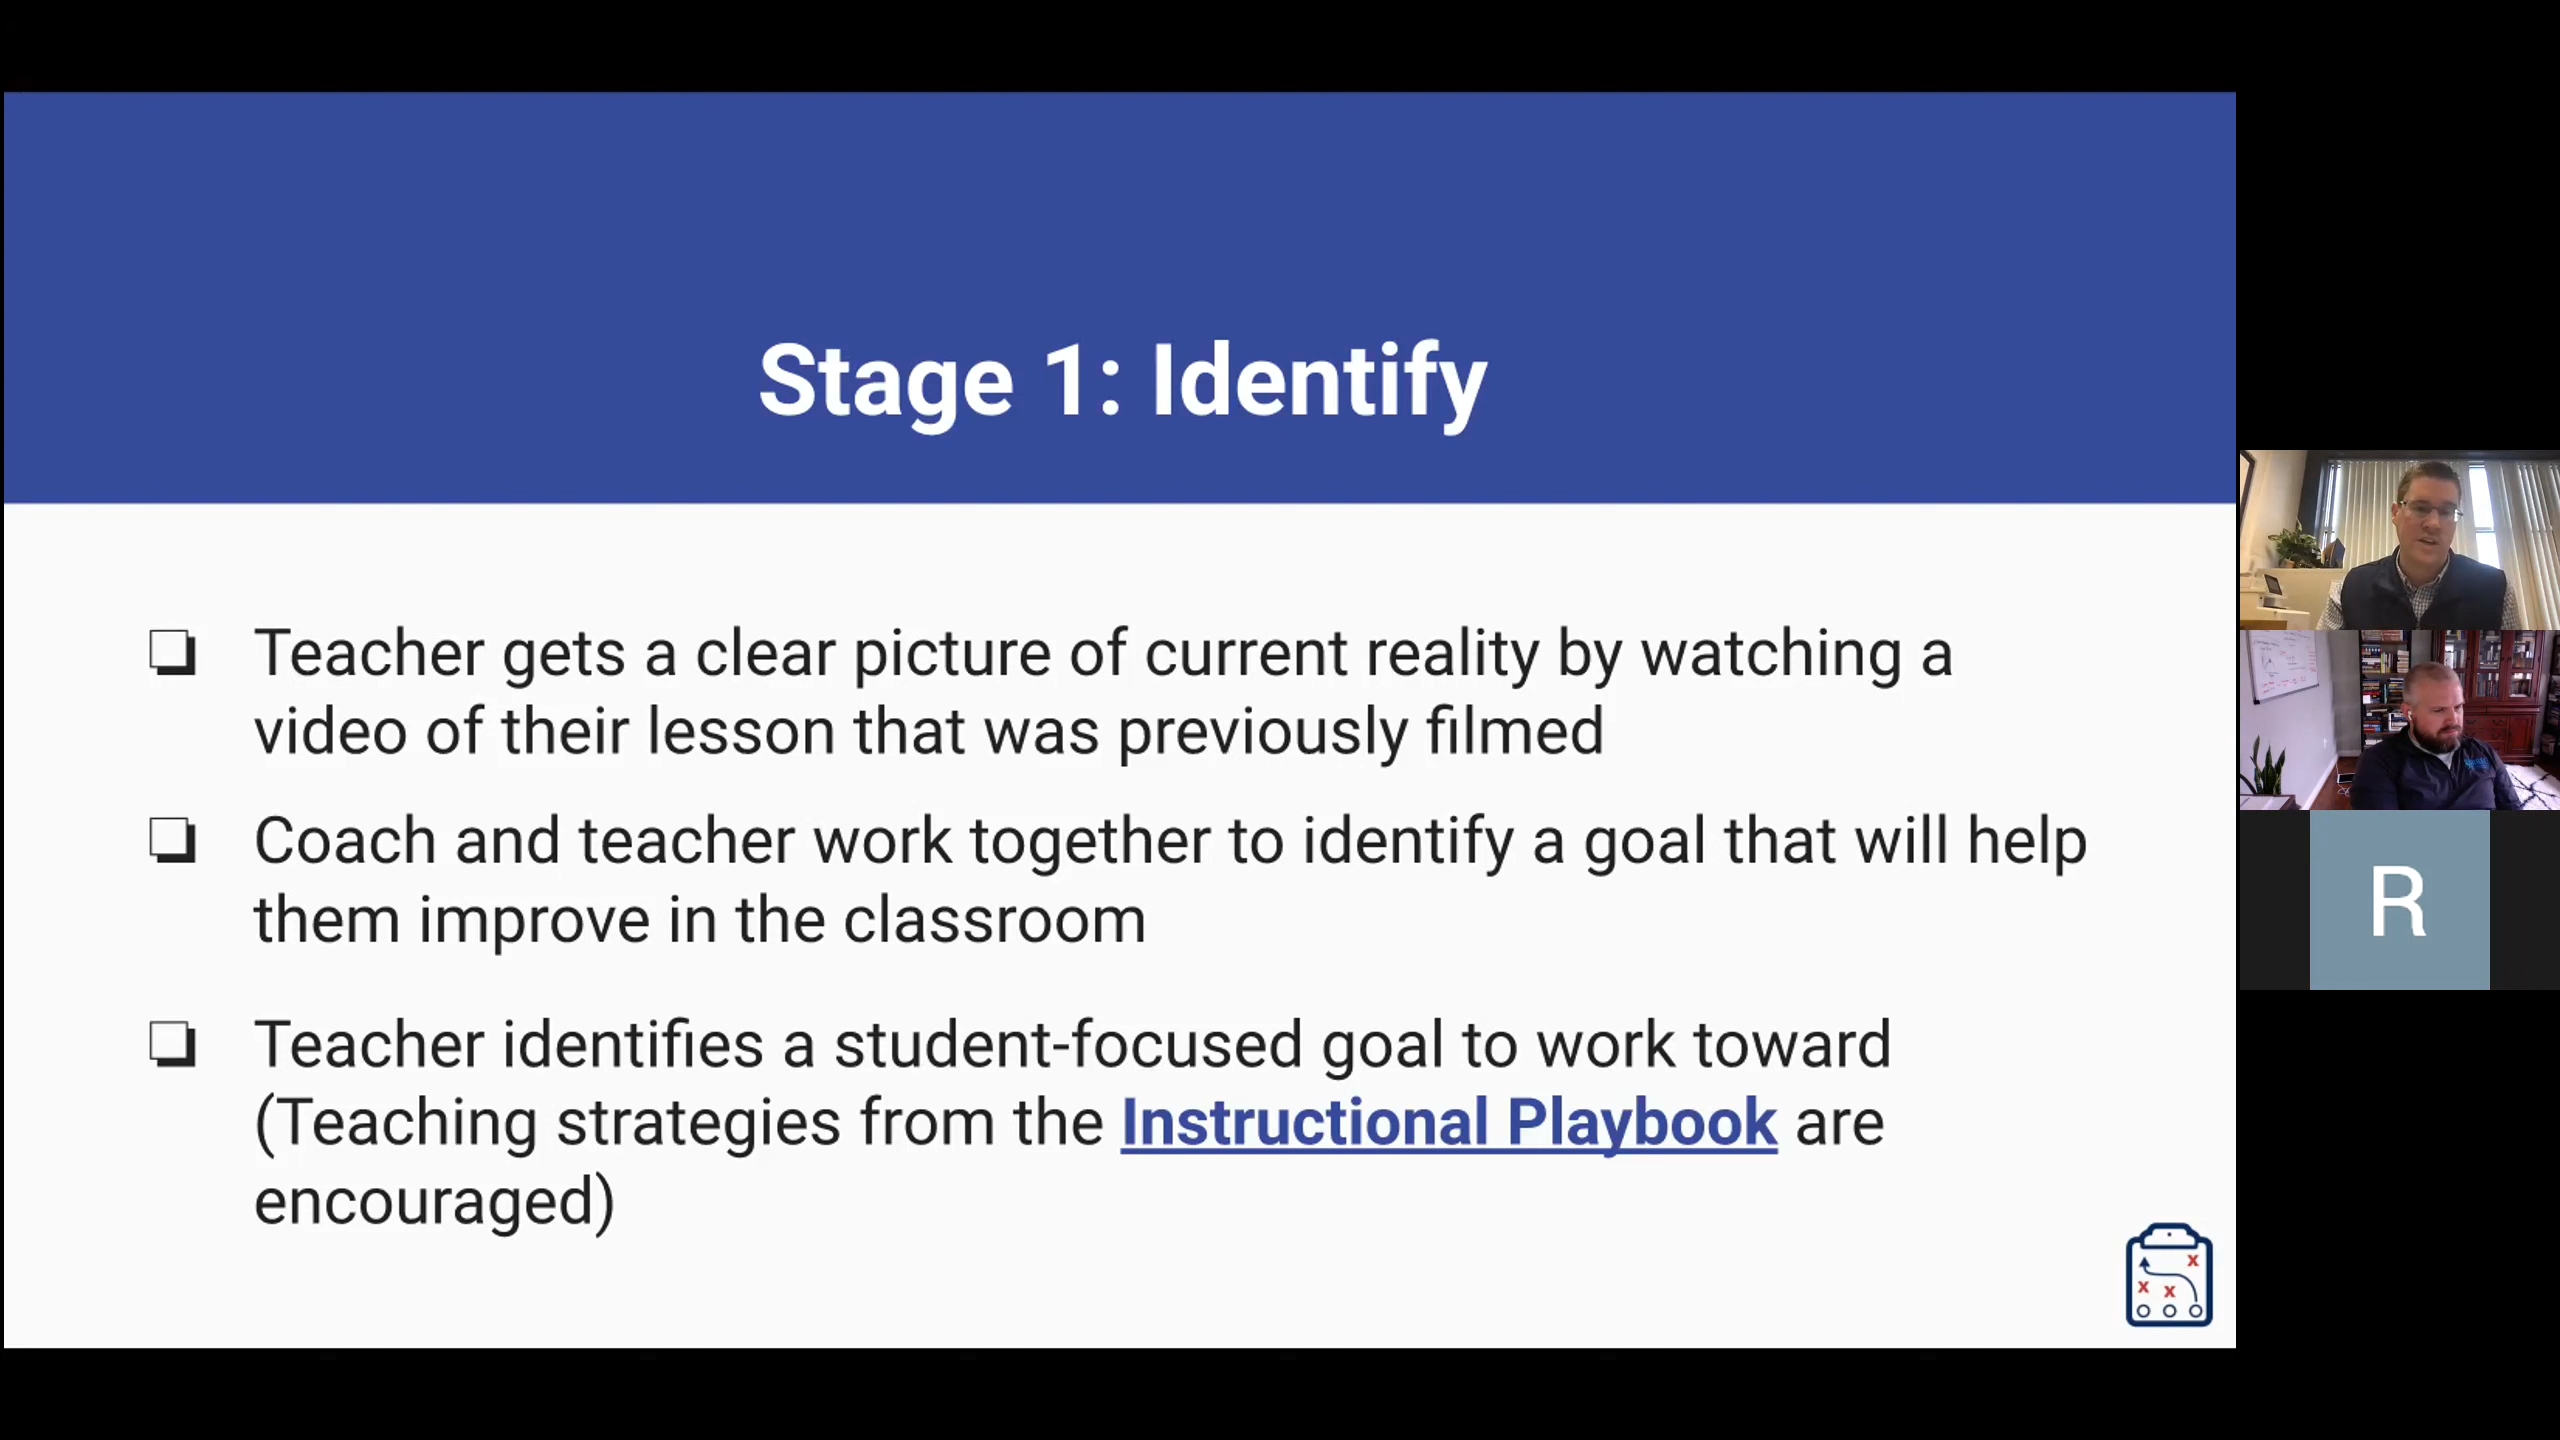 Stage 1: Identify
Teacher gets a clear picture of current reality by watching a
video of their lesson that was previously filmed
Coach and teacher work together to identify a goal that will help
them improve in the classroom
Teacher identifies a student-focused goal to work toward
(Teaching strategies from the Instructional Playbook are
encouraged)
R
x
x x